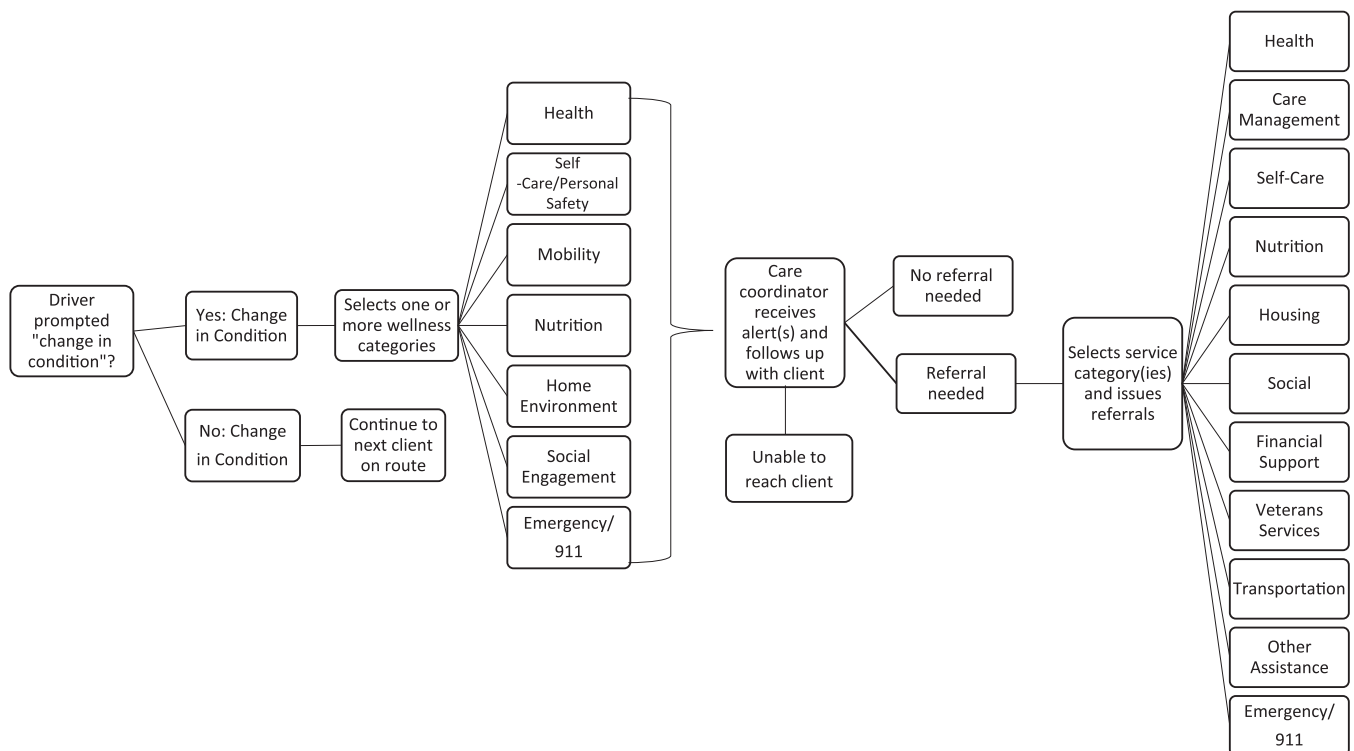 Driver
prompted
"change in
condition"?
Yes: Change
in Condition
No: Change
in Condition
Selects one or
more wellness
categories
Continue to
next client
on route
Health
Self
-Care/Personal
Safety
Mobility
Nutrition
Home
Environment
Social
Engagement
Emergency/
911
Care
coordinator
receives
alert(s) and
follows up
with client
Unable to
reach client
No referral
needed
Referral
needed
Selects service
category(ies)
and issues
referrals
Health
Care
Management
Self-Care
Nutrition
Housing
Social
Financial
Support
Veterans
Services
Transportation
Other
Assistance
Emergency/
911